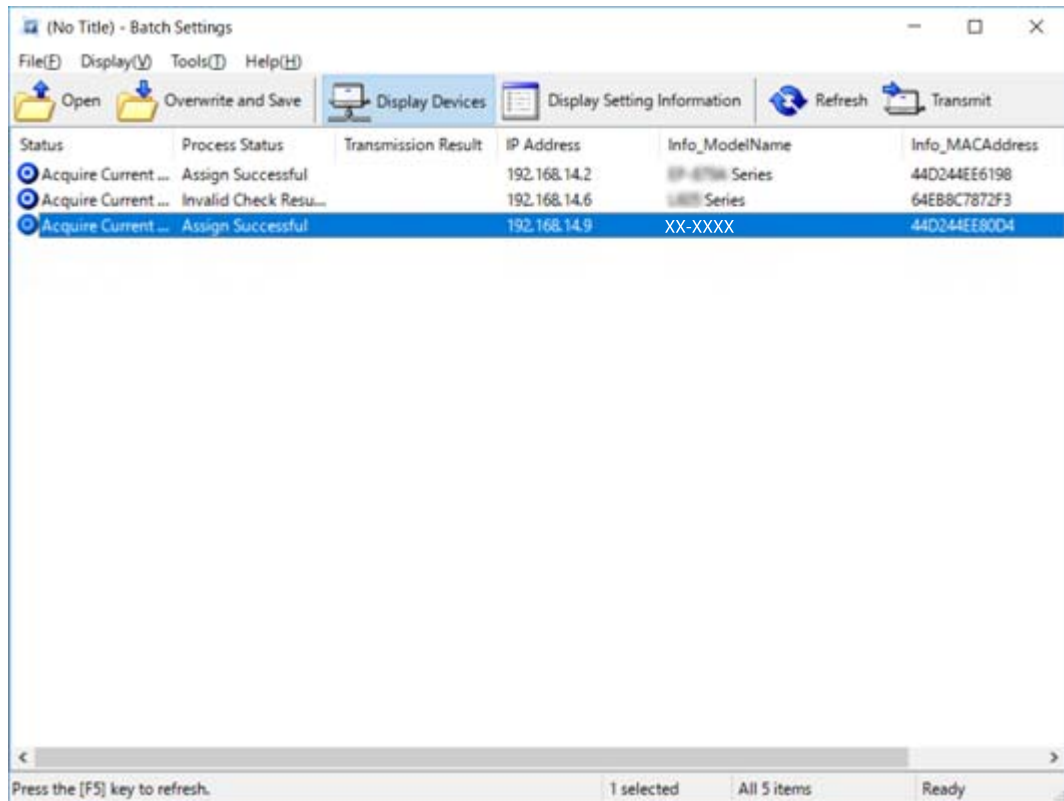 (No Title) - Batch Settings
File(F) Display(V) Tools(T) Help(H)
Open Overwrite and Save Display Devices Display Setting Information Refresh Transmit
Status Process Status Transmission Result IP Address Info_ModelName Info_MACAddress
Acquire Current ... Assign Successful 192.168.14.2 Series 44D244EE6198
Acquire Current ... Invalid Check Resu... 192.168.14.6 Series 64EB8C7872F3
Acquire Current ... Assign Successful 192.168.14.9 XX-XXXX 44D244EE80D4
Press the [F5] key to refresh. 1 selected All 5 items Ready